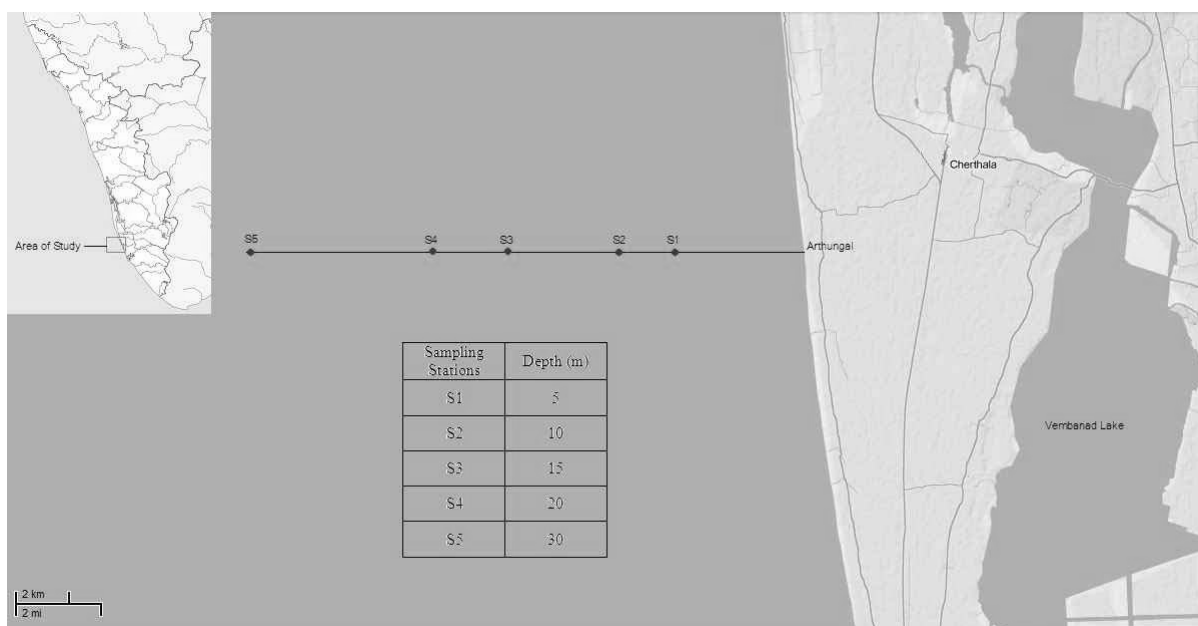 Cherthala
Area of Study
S5
S4
S3
S2
S1
Arthungal
Sampling Stations
Depth (m)
S1
5
S2
10
S3
15
S4
20
S5
30
Vembanad Lake
2 km
2 mi